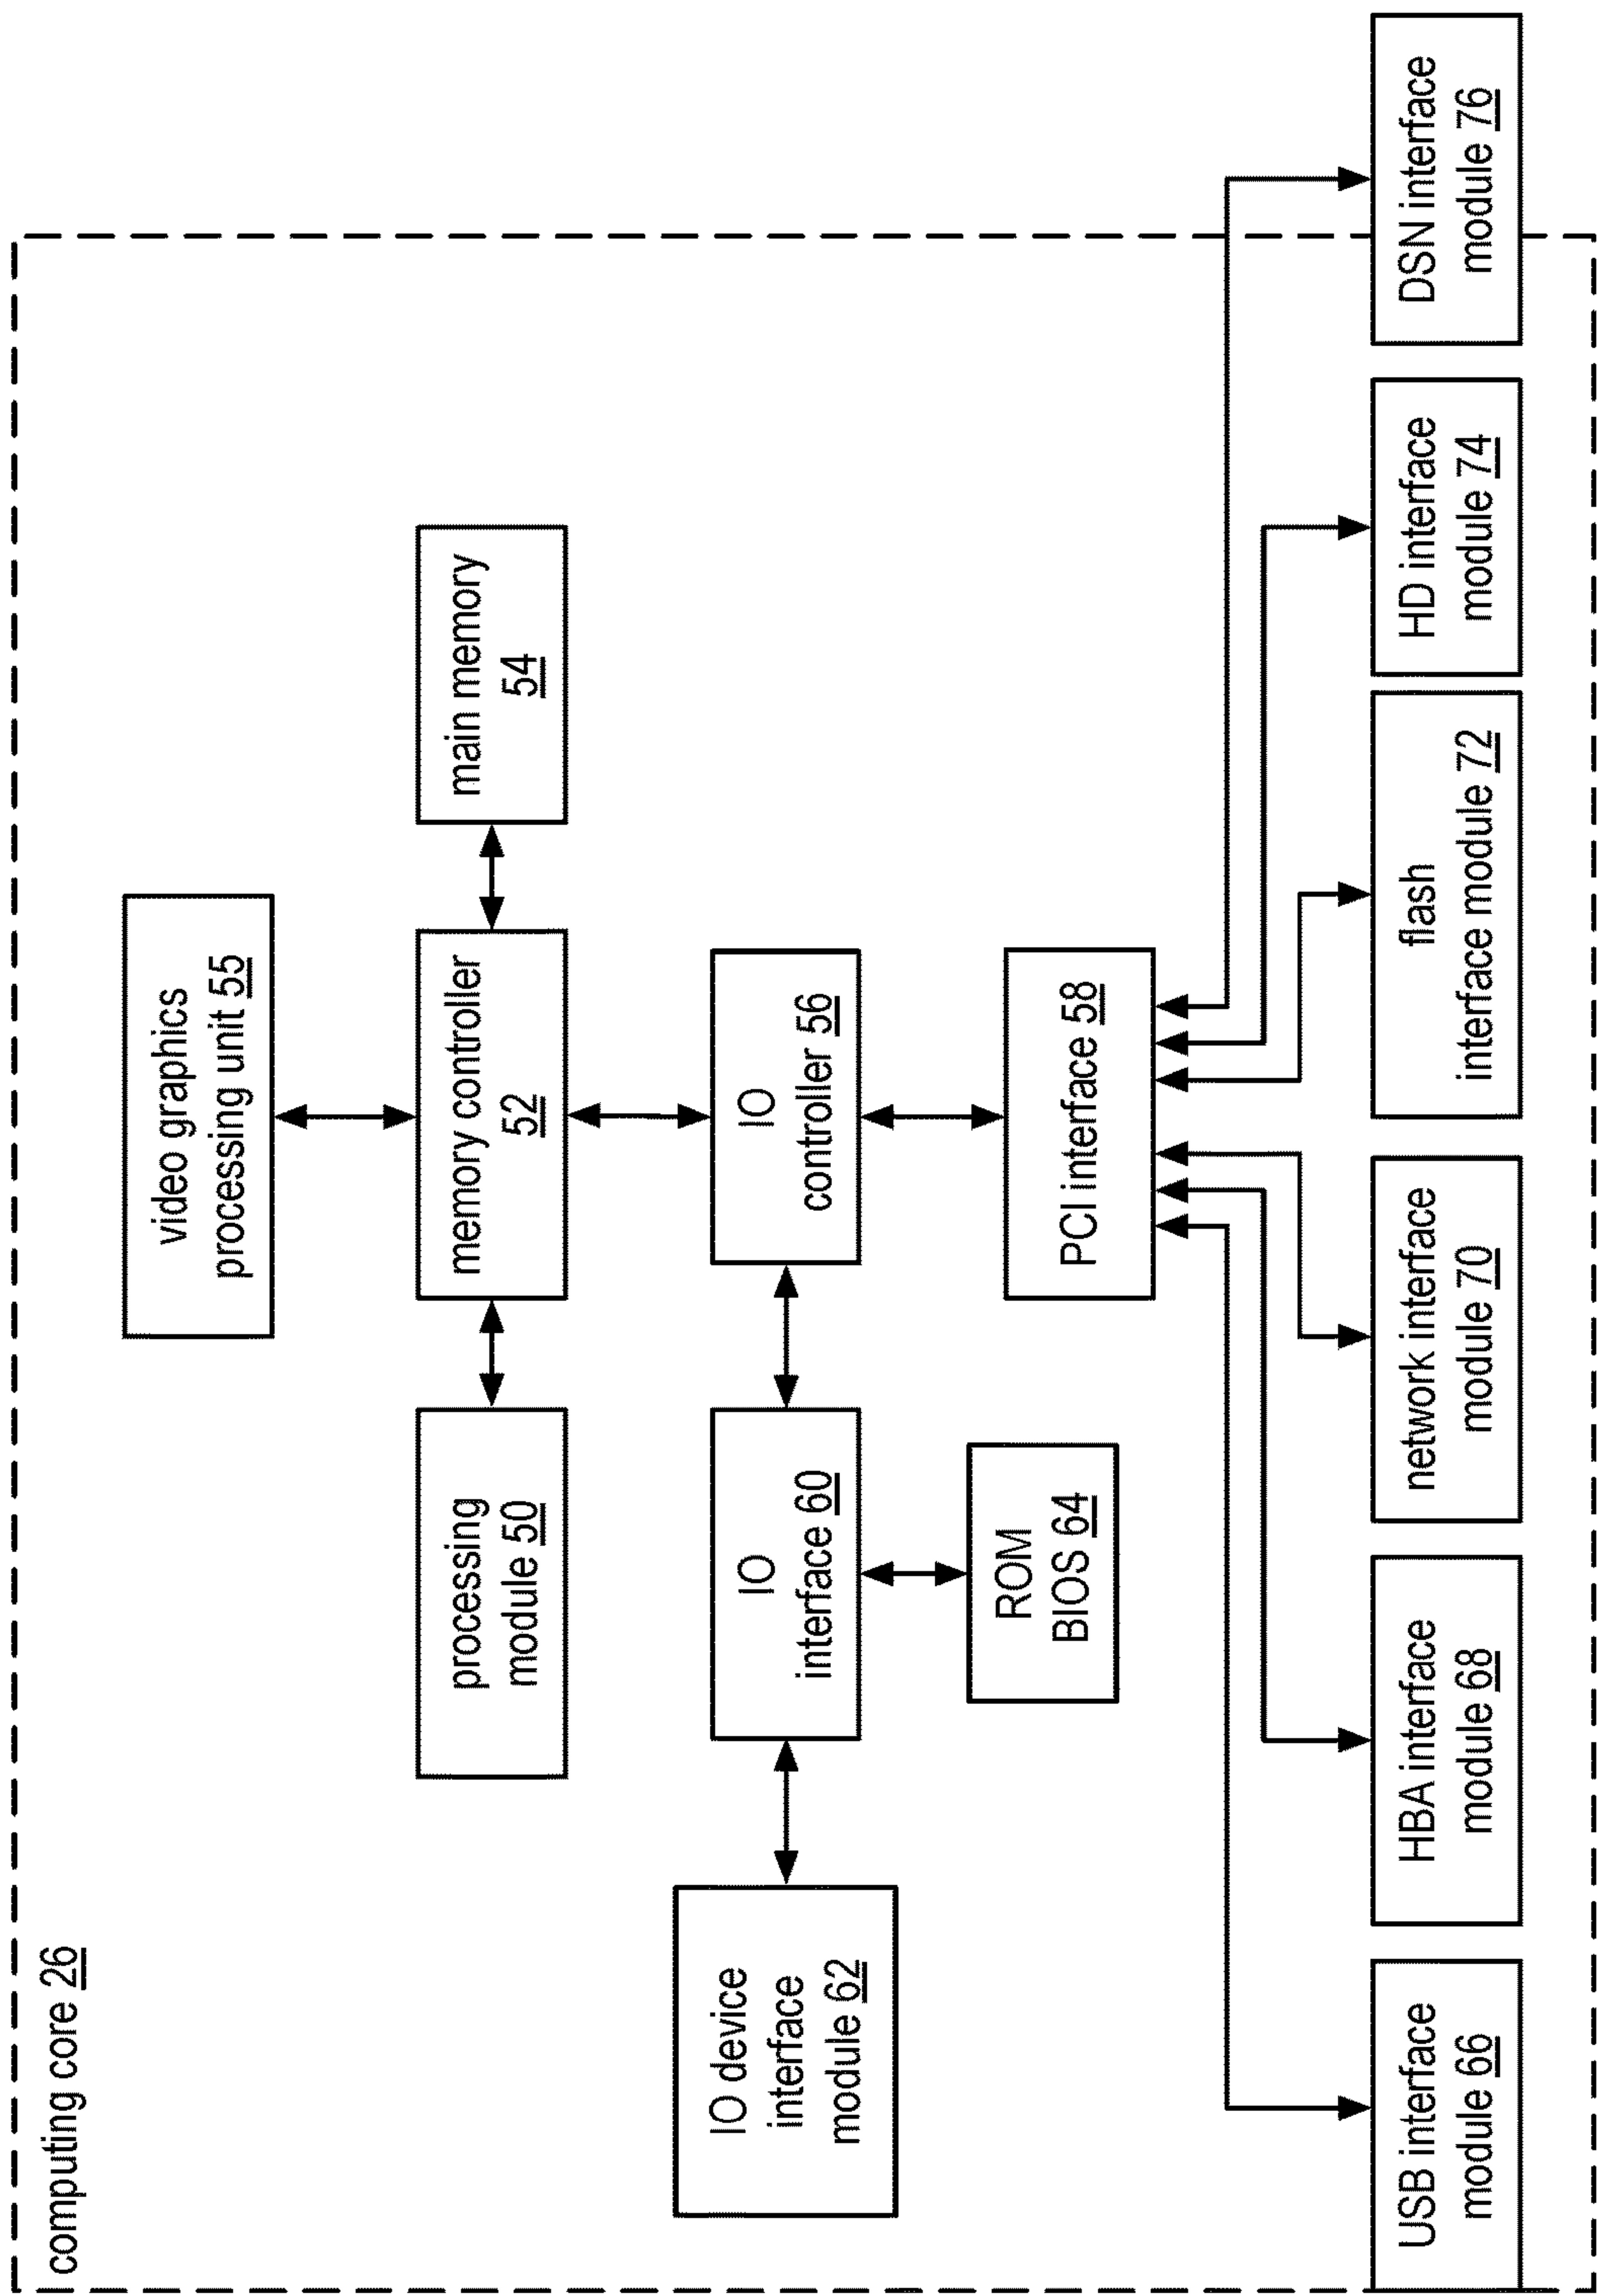 computing core 26
video graphics
processing unit 55
processing
module 50
memory controller
52
main memory
54
IO device
interface
module 62
IO
interface 60
IO
controller 56
ROM
BIOS 64
PCI interface 58
USB interface
module 66
HBA interface
module 68
network interface
module 70
flash
interface module 72
HD interface
module 74
DSN interface
module 76